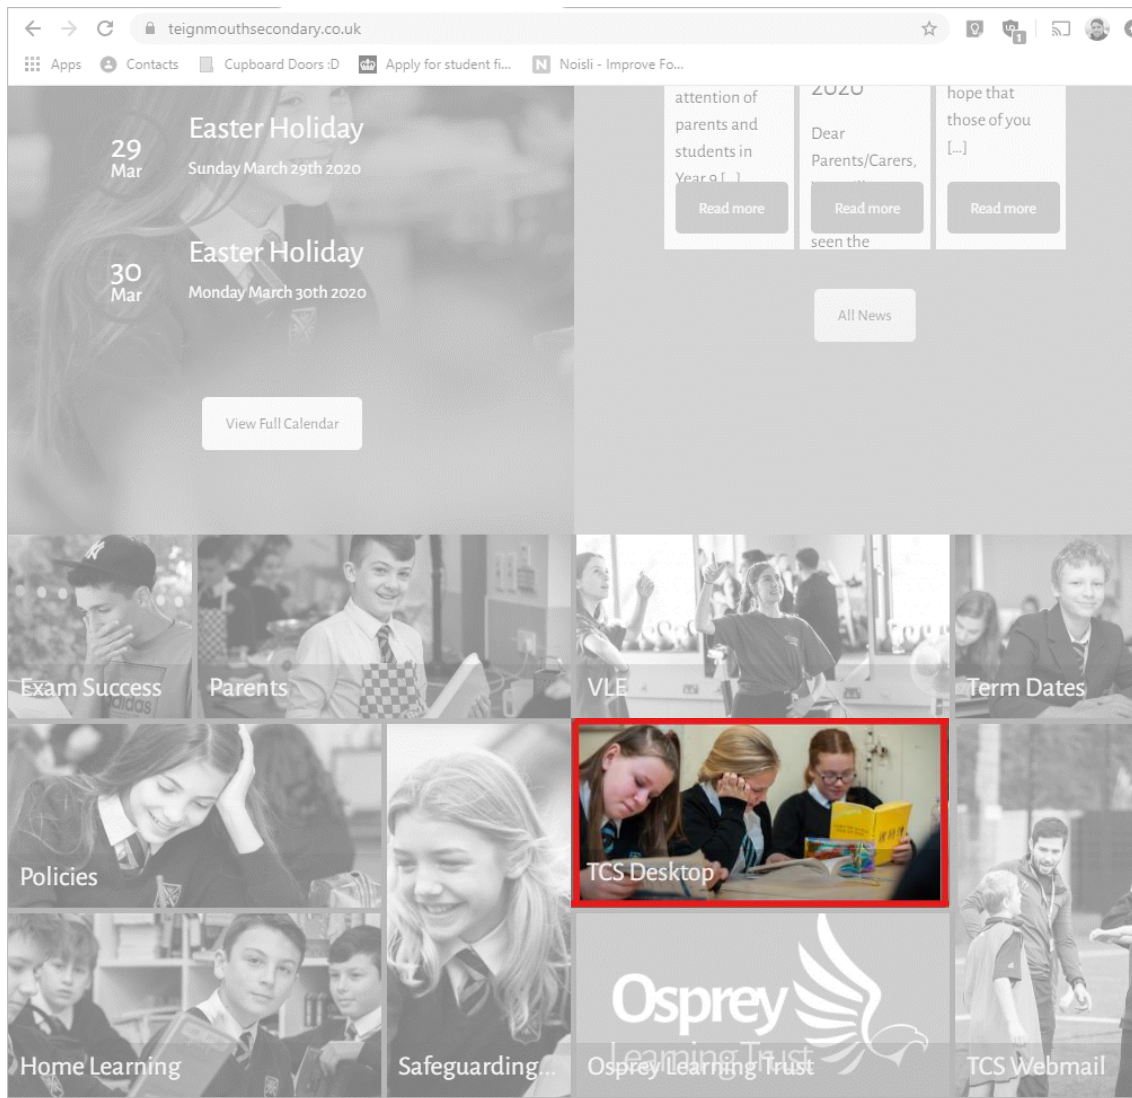 teignmouthsecondary.co.uk
Apps
Contacts
Cupboard Doors :D
Apply for student fi...
Noisli - Improve Fo...
29
Mar
Easter Holiday
Sunday March 29th 2020
30
Mar
Easter Holiday
Monday March 30th 2020
View Full Calendar
attention of
parents and
students in
Year 9 [...]
Read more
2020
Dear
Parents/Carers,
Read more
seen the
hope that
those of you
[...]
Read more
All News
Exam Success
Parents
VLE
Term Dates
Policies
Safeguarding...
TCS Desktop
Home Learning
Osprey
Learning Trust
Osprey Learning Trust
TCS Webmail